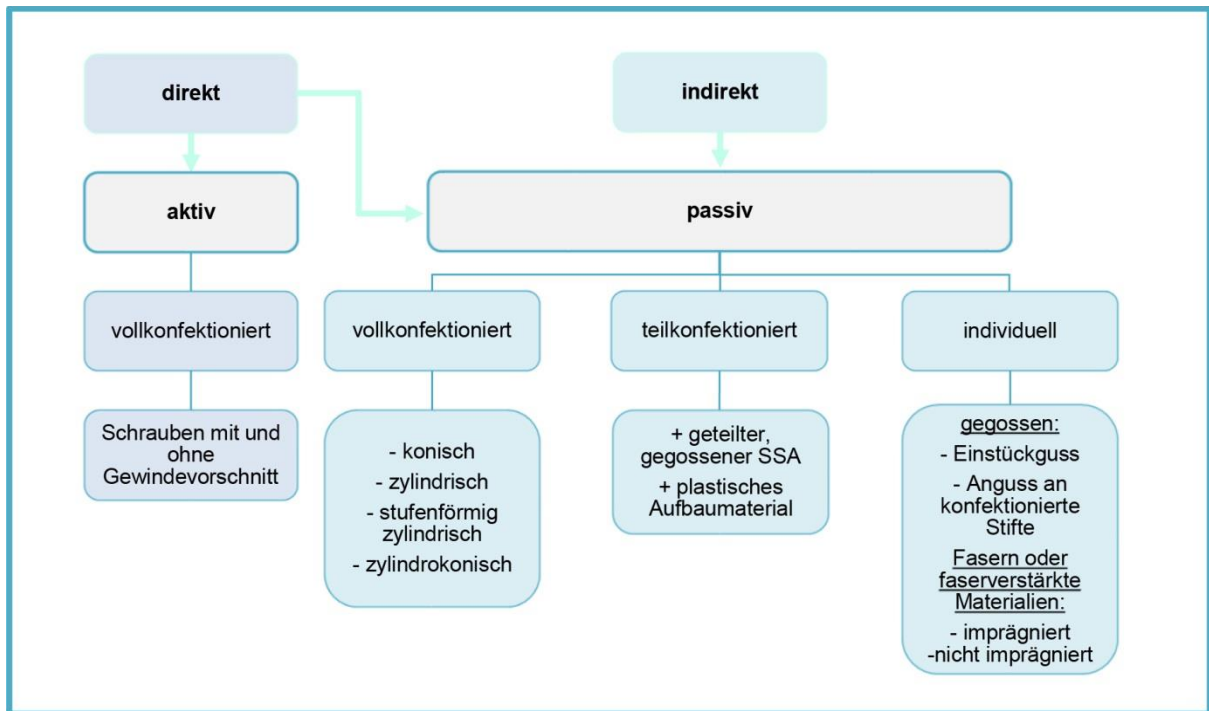 direkt
indirekt
aktiv
passiv
vollkonfektioniert
vollkonfektioniert
teilkonfektioniert
individuell
Schrauben mit und
ohne
Gewindevorschnitt
- konisch
- zylindrisch
- stufenförmig
zylindrisch
- zylindrokonisch
+ geteilter,
gegossener SSA
+ plastisches
Aufbaumaterial
gegossen:
- Einstückguss
- Anguss an
konfektionierte
Stifte
Fasern oder
faserverstärkte
Materialien:
- imprägniert
-nicht imprägniert